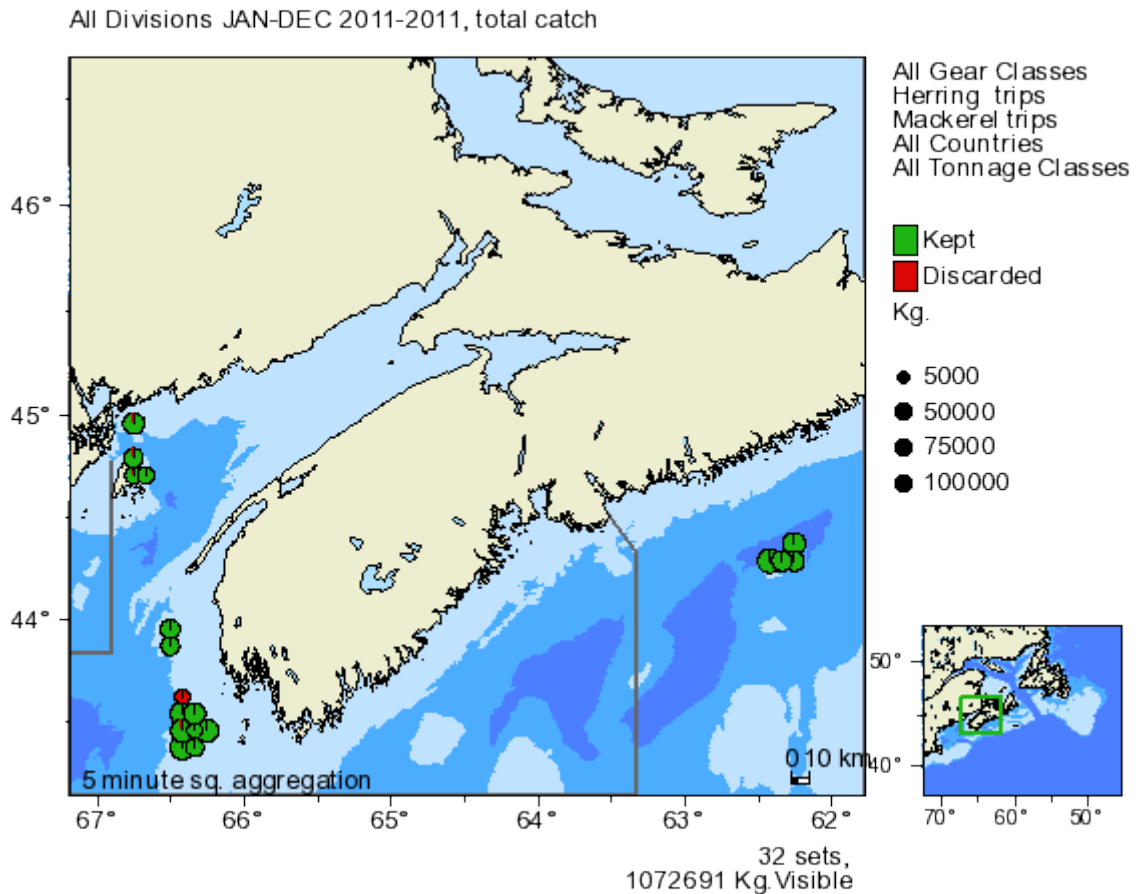 All Divisions JAN-DEC 2011-2011, total catch
All Gear Classes
Herring trips
Mackerel trips
All Countries
All Tonnage Classes
Kept
Discarded
Kg.
5000
50000
75000
100000
46°
45°
44°
5 minute sq. aggregation
0 10 km
67° 66° 65° 64° 63° 62°
50°
40°
70° 60° 50°
32 sets,
1072691 Kg.Visible